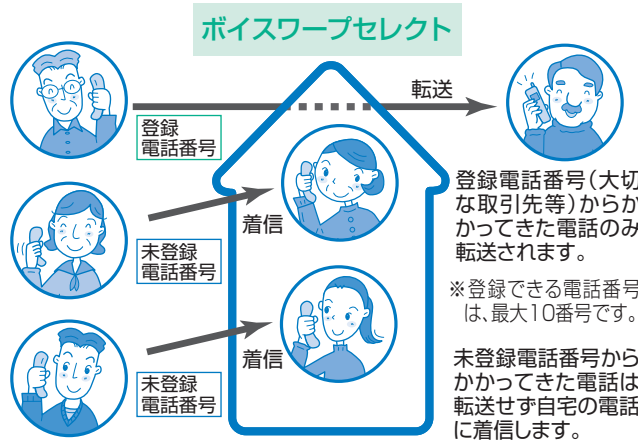 ボイスワープセレクト
転送
登録
電話番号
着信
未登録
電話番号
着信
未登録
電話番号
登録電話番号(大切
な取引先等)からか
かってきた電話のみ
転送されます。
※登録できる電話番号
は、最大10番号です。
未登録電話番号から
かかってきた電話は
転送せず自宅の電話
に着信します。